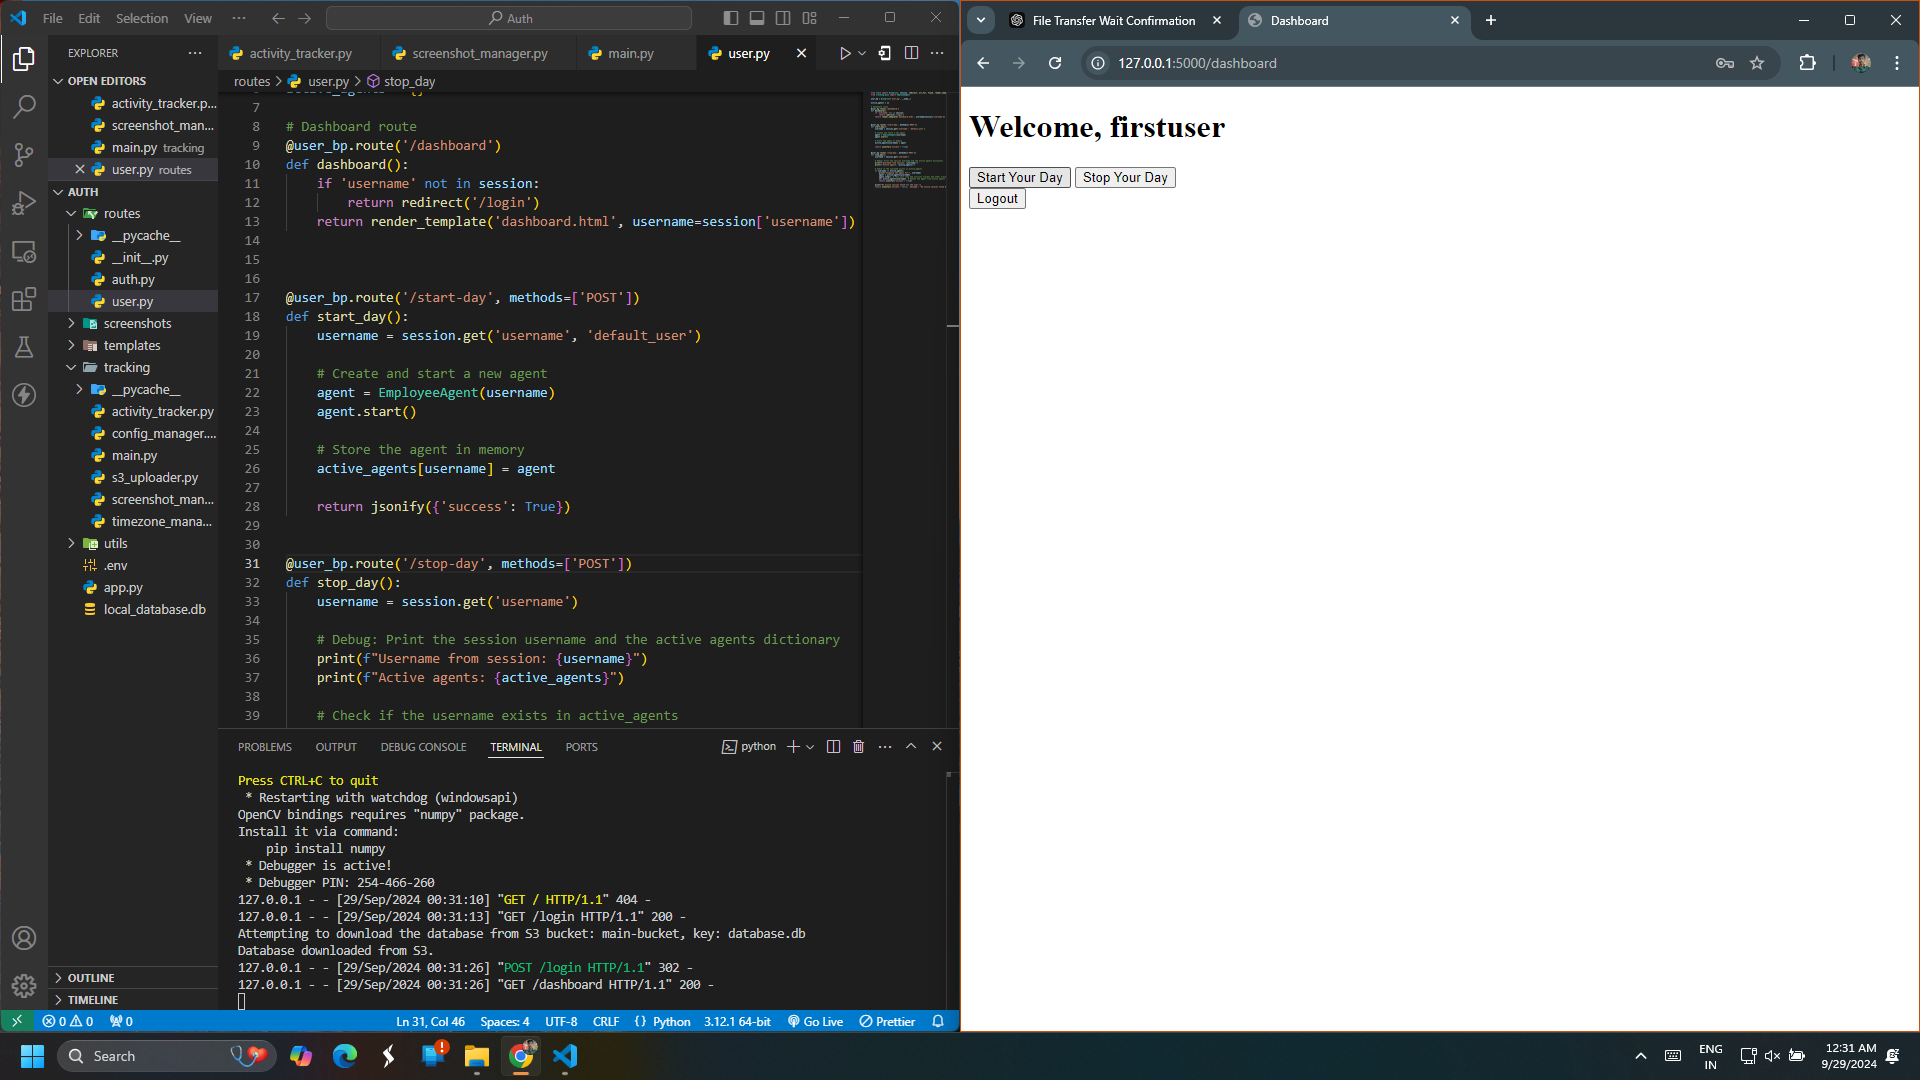 File Edit Selection View ··· Auth
EXPLORER
OPEN EDITORS
activity_tracker.p...
screenshot_man...
main.py tracking
user.py routes
AUTH
routes
__pycache__
__init__.py
auth.py
user.py
screenshots
templates
tracking
__pycache__
activity_tracker.py
config_manager....
main.py
s3_uploader.py
screenshot_man...
timezone_mana...
utils
.env
app.py
local_database.db
OUTLINE
TIMELINE
activity_tracker.py screenshot_manager.py main.py user.py
routes > user.py > stop_day
7
8 # Dashboard route
9 @user_bp.route('/dashboard')
10 def dashboard():
11 if 'username' not in session:
12 return redirect('/login')
13 return render_template('dashboard.html', username=session['username'])
14
15
16
17 @user_bp.route('/start-day', methods=['POST'])
18 def start_day():
19 username = session.get('username', 'default_user')
20
21 # Create and start a new agent
22 agent = EmployeeAgent(username)
23 agent.start()
24
25 # Store the agent in memory
26 active_agents[username] = agent
27
28 return jsonify({'success': True})
29
30
31 @user_bp.route('/stop-day', methods=['POST'])
32 def stop_day():
33 username = session.get('username')
34
35 # Debug: Print the session username and the active agents dictionary
36 print(f"Username from session: {username}")
37 print(f"Active agents: {active_agents}")
38
39 # Check if the username exists in active_agents
PROBLEMS OUTPUT DEBUG CONSOLE TERMINAL PORTS python
Press CTRL+C to quit
* Restarting with watchdog (windowsapi)
OpenCV bindings requires "numpy" package.
Install it via command:
pip install numpy
* Debugger is active!
* Debugger PIN: 254-466-260
127.0.0.1 - - [29/Sep/2024 00:31:10] "GET / HTTP/1.1" 404 -
127.0.0.1 - - [29/Sep/2024 00:31:13] "GET /login HTTP/1.1" 200 -
Attempting to download the database from S3 bucket: main-bucket, key: database.db
Database downloaded from S3.
127.0.0.1 - - [29/Sep/2024 00:31:26] "POST /login HTTP/1.1" 302 -
127.0.0.1 - - [29/Sep/2024 00:31:26] "GET /dashboard HTTP/1.1" 200 -
0 0 0 Ln 31, Col 46 Spaces: 4 UTF-8 CRLF {} Python 3.12.1 64-bit Go Live Prettier
File Transfer Wait Confirmation Dashboard
127.0.0.1:5000/dashboard
Welcome, firstuser
Start Your Day Stop Your Day
Logout
Search ENG IN 12:31 AM 9/29/2024